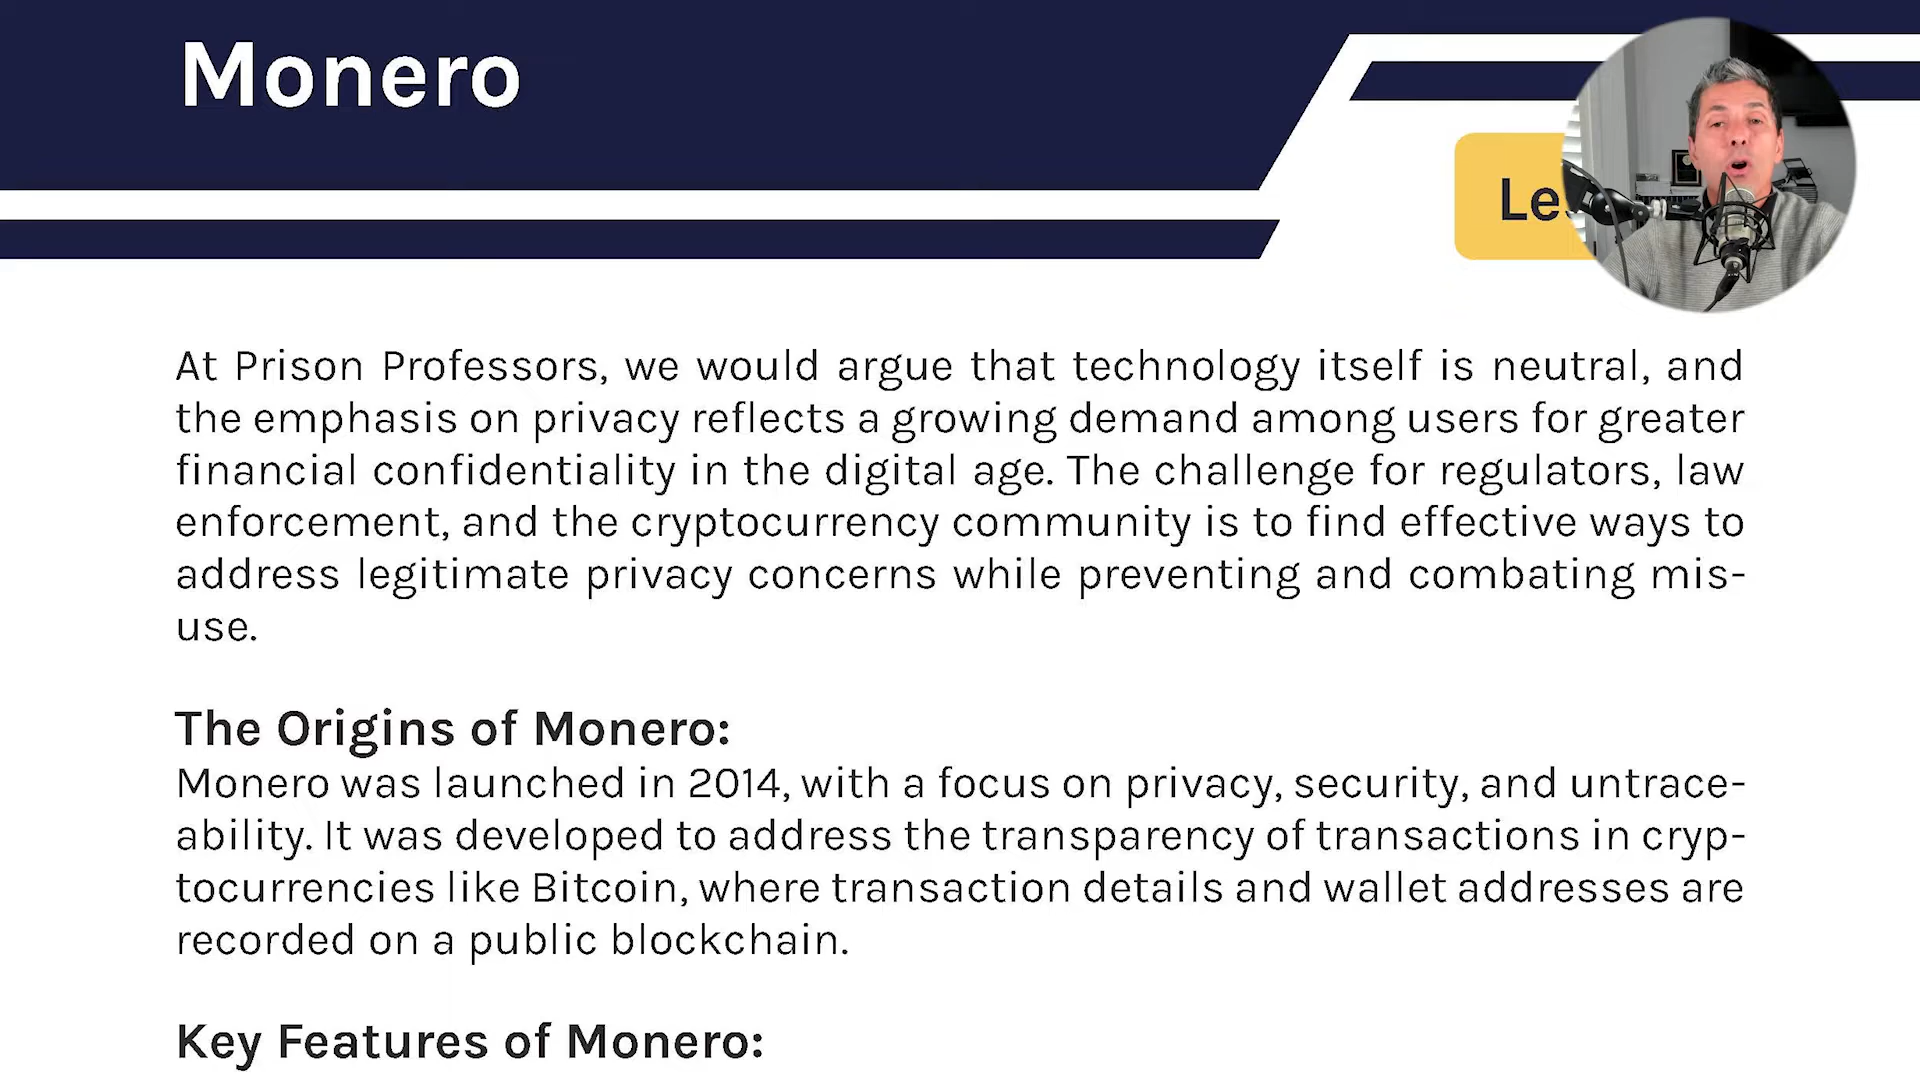 Monero
At Prison Professors, we would argue that technology itself is neutral, and
the emphasis on privacy reflects a growing demand among users for greater
financial confidentiality in the digital age. The challenge for regulators, law
enforcement, and the cryptocurrency community is to find effective ways to
address legitimate privacy concerns while preventing and combating mis-
use.
The Origins of Monero:
Monero was launched in 2014, with a focus on privacy, security, and untrace-
ability. It was developed to address the transparency of transactions in cryp-
tocurrencies like Bitcoin, where transaction details and wallet addresses are
recorded on a public blockchain.
Key Features of Monero: